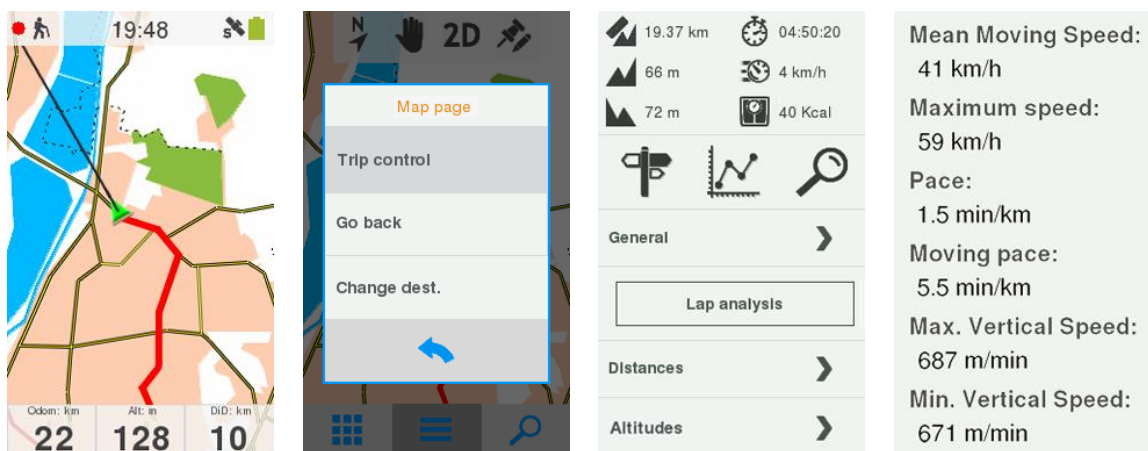 19:48
S
Odom: km
Alt: m
DiD: km
22
128
10
N
2D
Map page
Trip control
Go back
Change dest.
19.37 km
04:50:20
66 m
4 km/h
72 m
40 Kcal
General
Lap analysis
Distances
Altitudes
Mean Moving Speed:
41 km/h
Maximum speed:
59 km/h
Pace:
1.5 min/km
Moving pace:
5.5 min/km
Max. Vertical Speed:
687 m/min
Min. Vertical Speed:
671 m/min